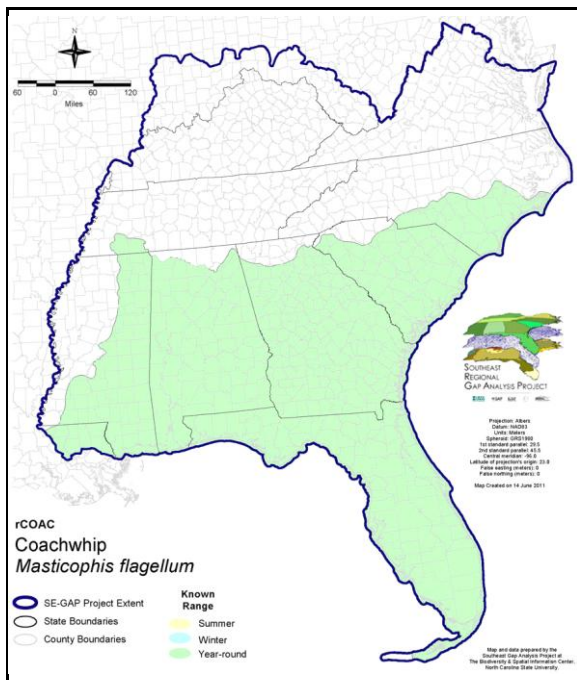 N
60
0
60
120
Miles
SOUTHEAST
REGIONAL
GAP ANALYSIS PROJECT
Projection: Albers
Datum: NAD83
Units: Meters
Spheroid: GRS1980
1st standard parallel: 29.5
2nd standard parallel: 45.5
Central meridian: -96.0
Latitude of projection's origin: 23.0
False easting (meters): 0
False northing (meters): 0
Map Created on 14 June 2011
rCOAC
Coachwhip
Masticophis flagellum
SE-GAP Project Extent
State Boundaries
County Boundaries
Known
Range
Summer
Winter
Year-round
Map and data prepared by the
Southeast Gap Analysis Project at
The Biodiversity & Spatial Information Center,
North Carolina State University.